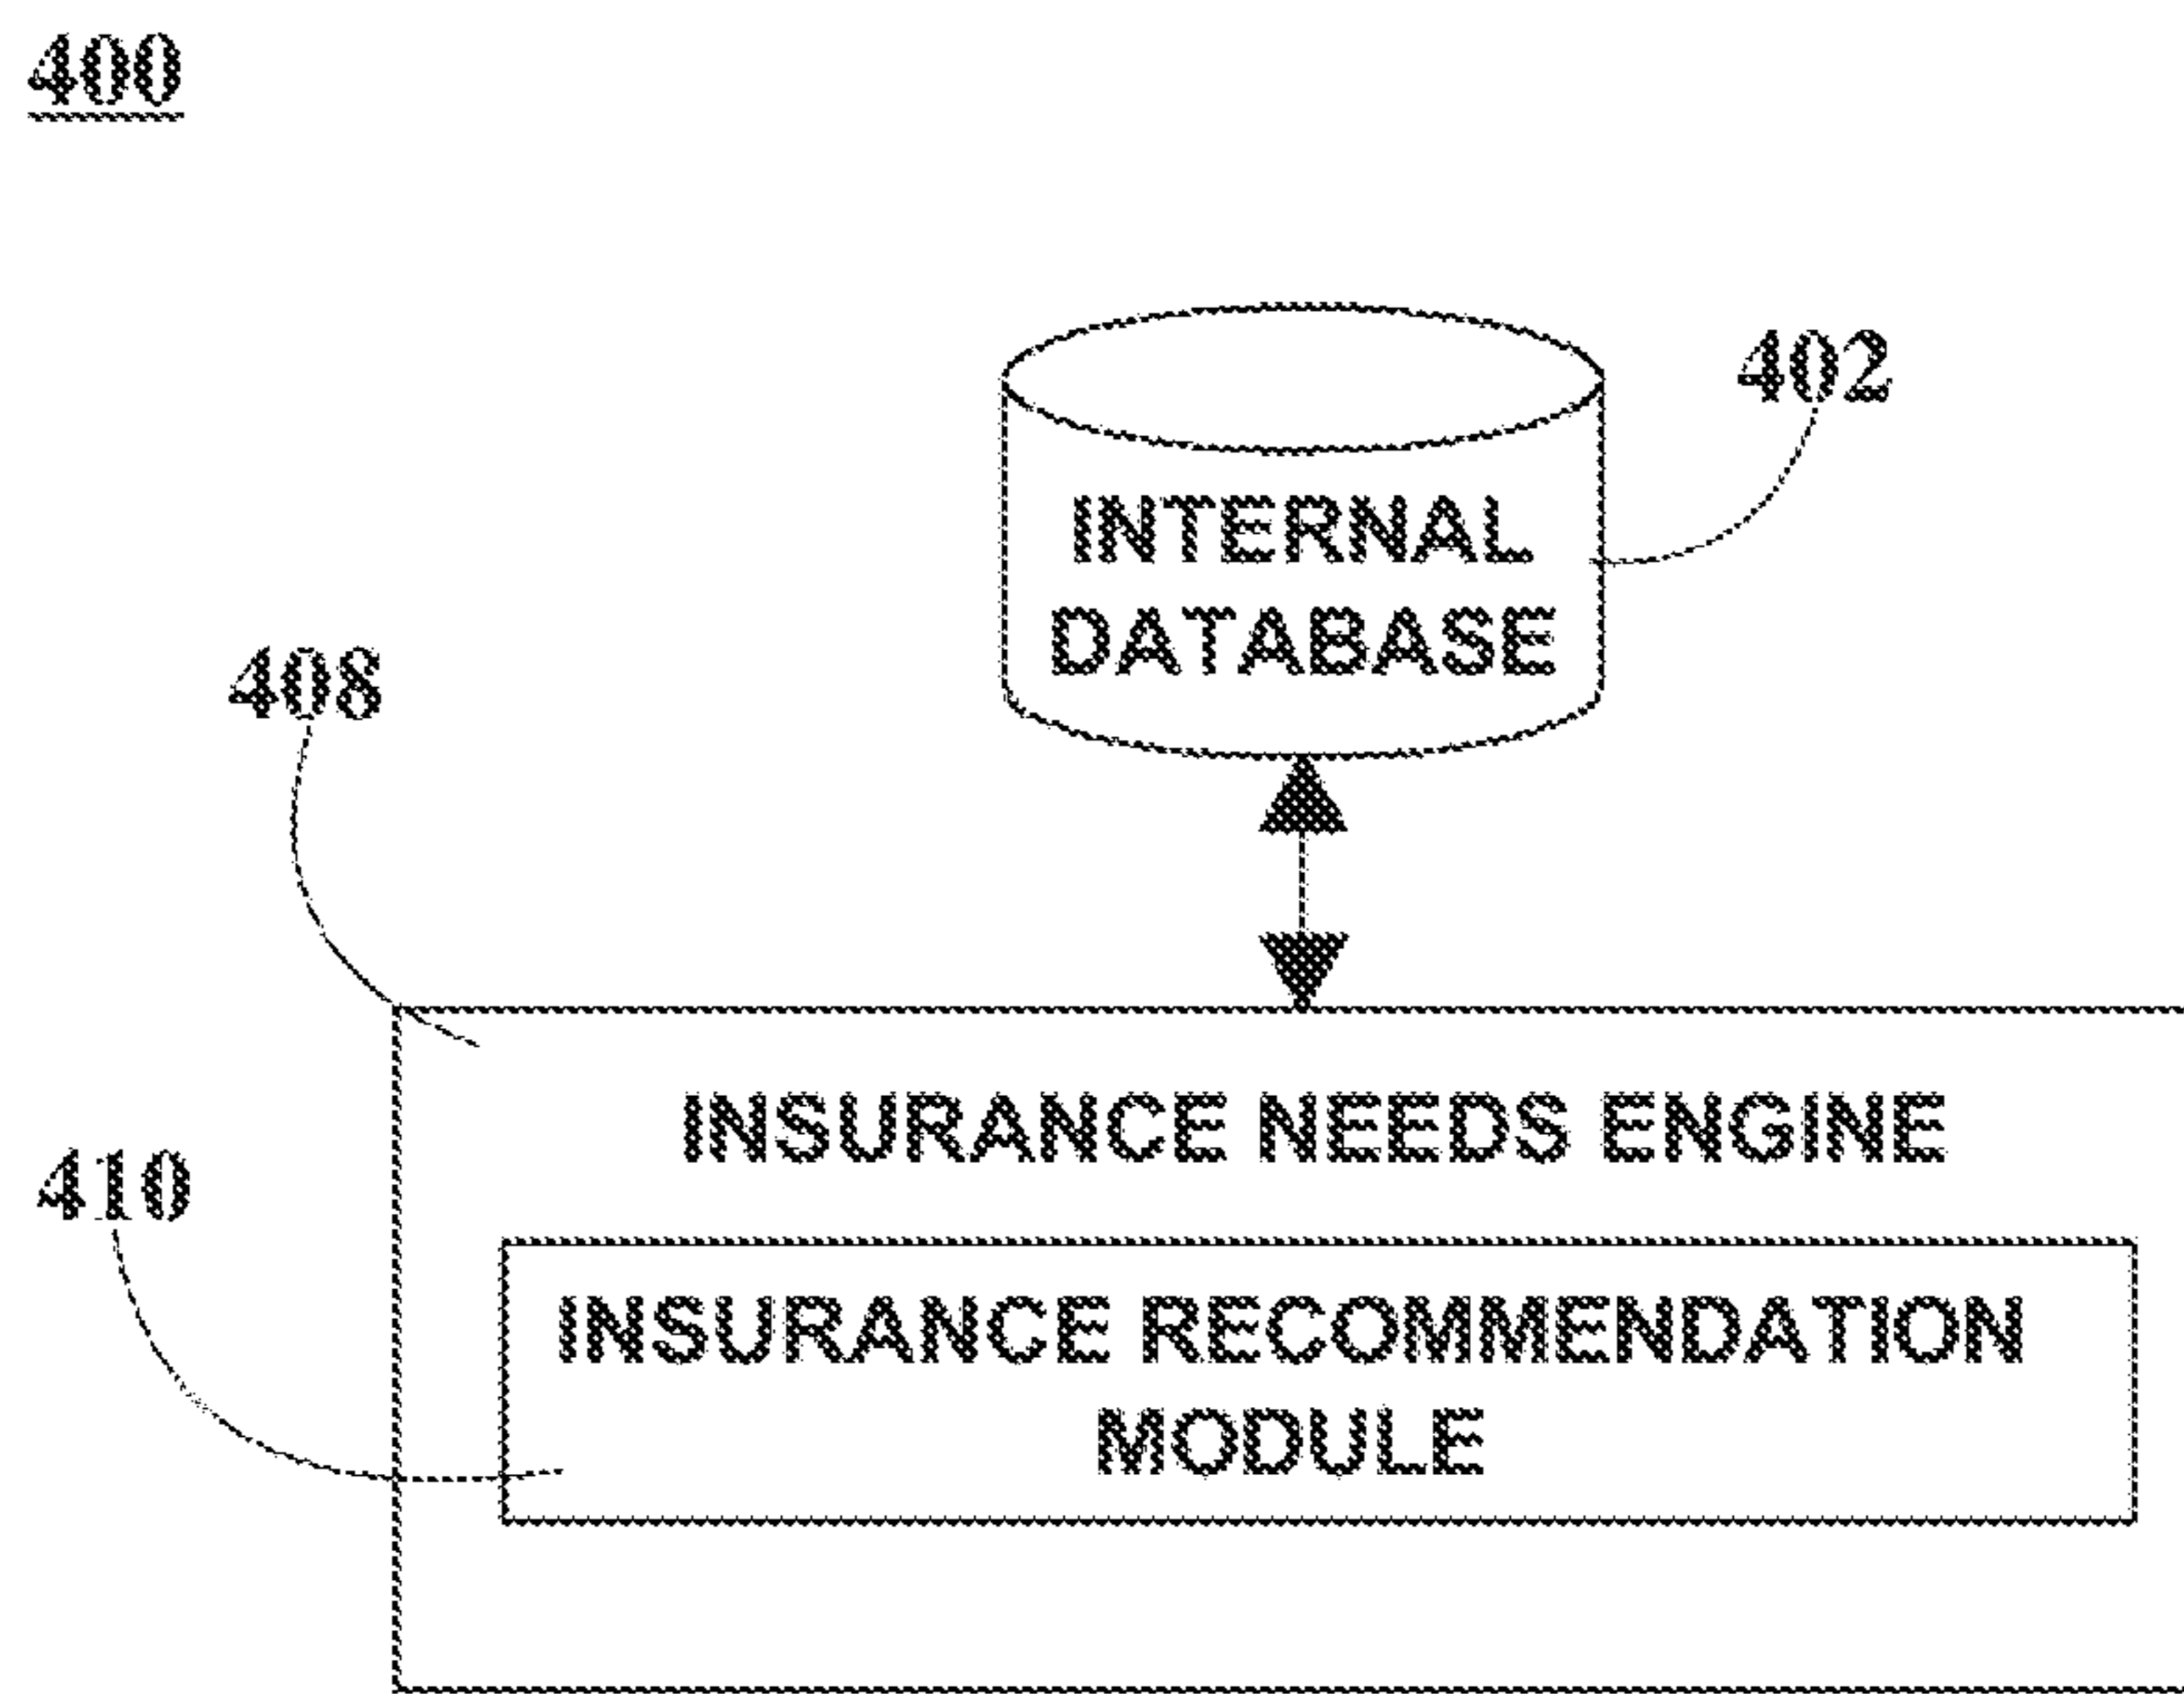 400
402
INTERNAL
DATABASE
408
INSURANCE NEEDS ENGINE
410
INSURANCE RECOMMENDATION
MODULE